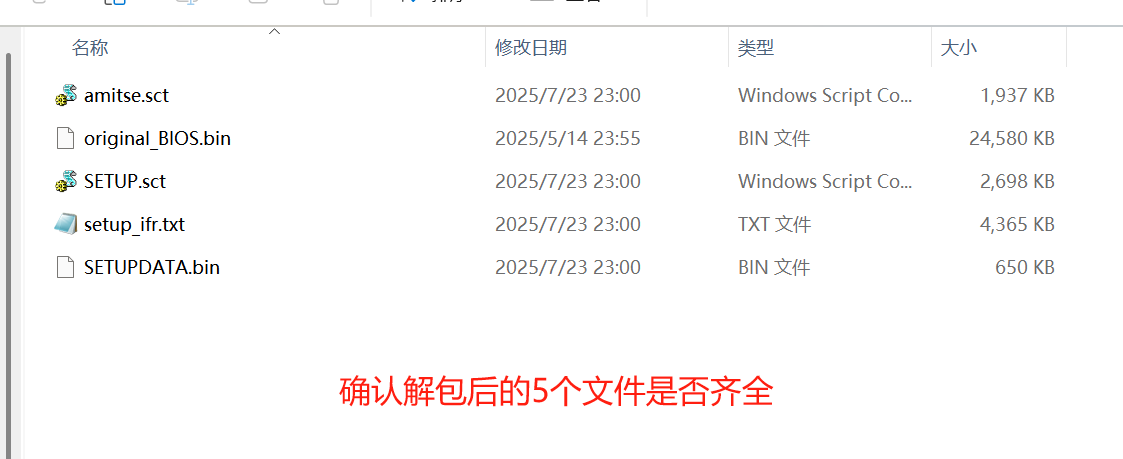 名称 修改日期 类型 大小
amitse.sct 2025/7/23 23:00 Windows Script Co... 1,937 KB
original_BIOS.bin 2025/5/14 23:55 BIN 文件 24,580 KB
SETUP.sct 2025/7/23 23:00 Windows Script Co... 2,698 KB
setup_ifr.txt 2025/7/23 23:00 TXT 文件 4,365 KB
SETUPDATA.bin 2025/7/23 23:00 BIN 文件 650 KB
确认解包后的5个文件是否齐全